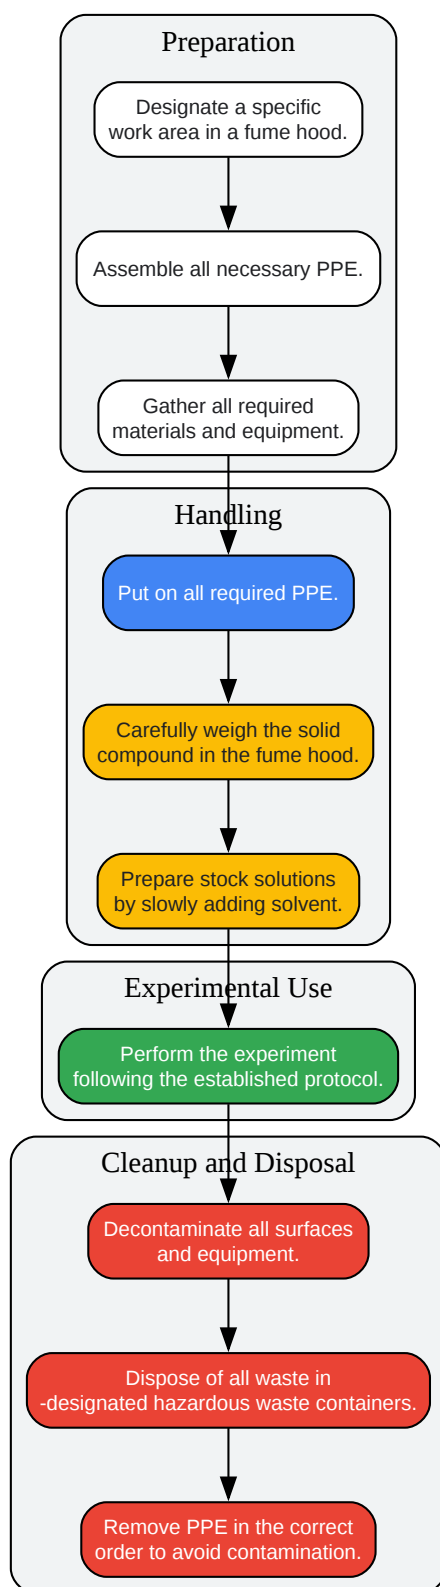 Preparation
Designate a specific
work area in a fume hood.
Assemble all necessary PPE.
Gather all required
materials and equipment.
Handling
Put on all required PPE.
Carefully weigh the solid
compound in the fume hood.
Prepare stock solutions
by slowly adding solvent.
Experimental Use
Perform the experiment
following the established protocol.
Cleanup and Disposal
Decontaminate all surfaces
and equipment.
Dispose of all waste in
-designated hazardous waste containers.
Remove PPE in the correct
order to avoid contamination.